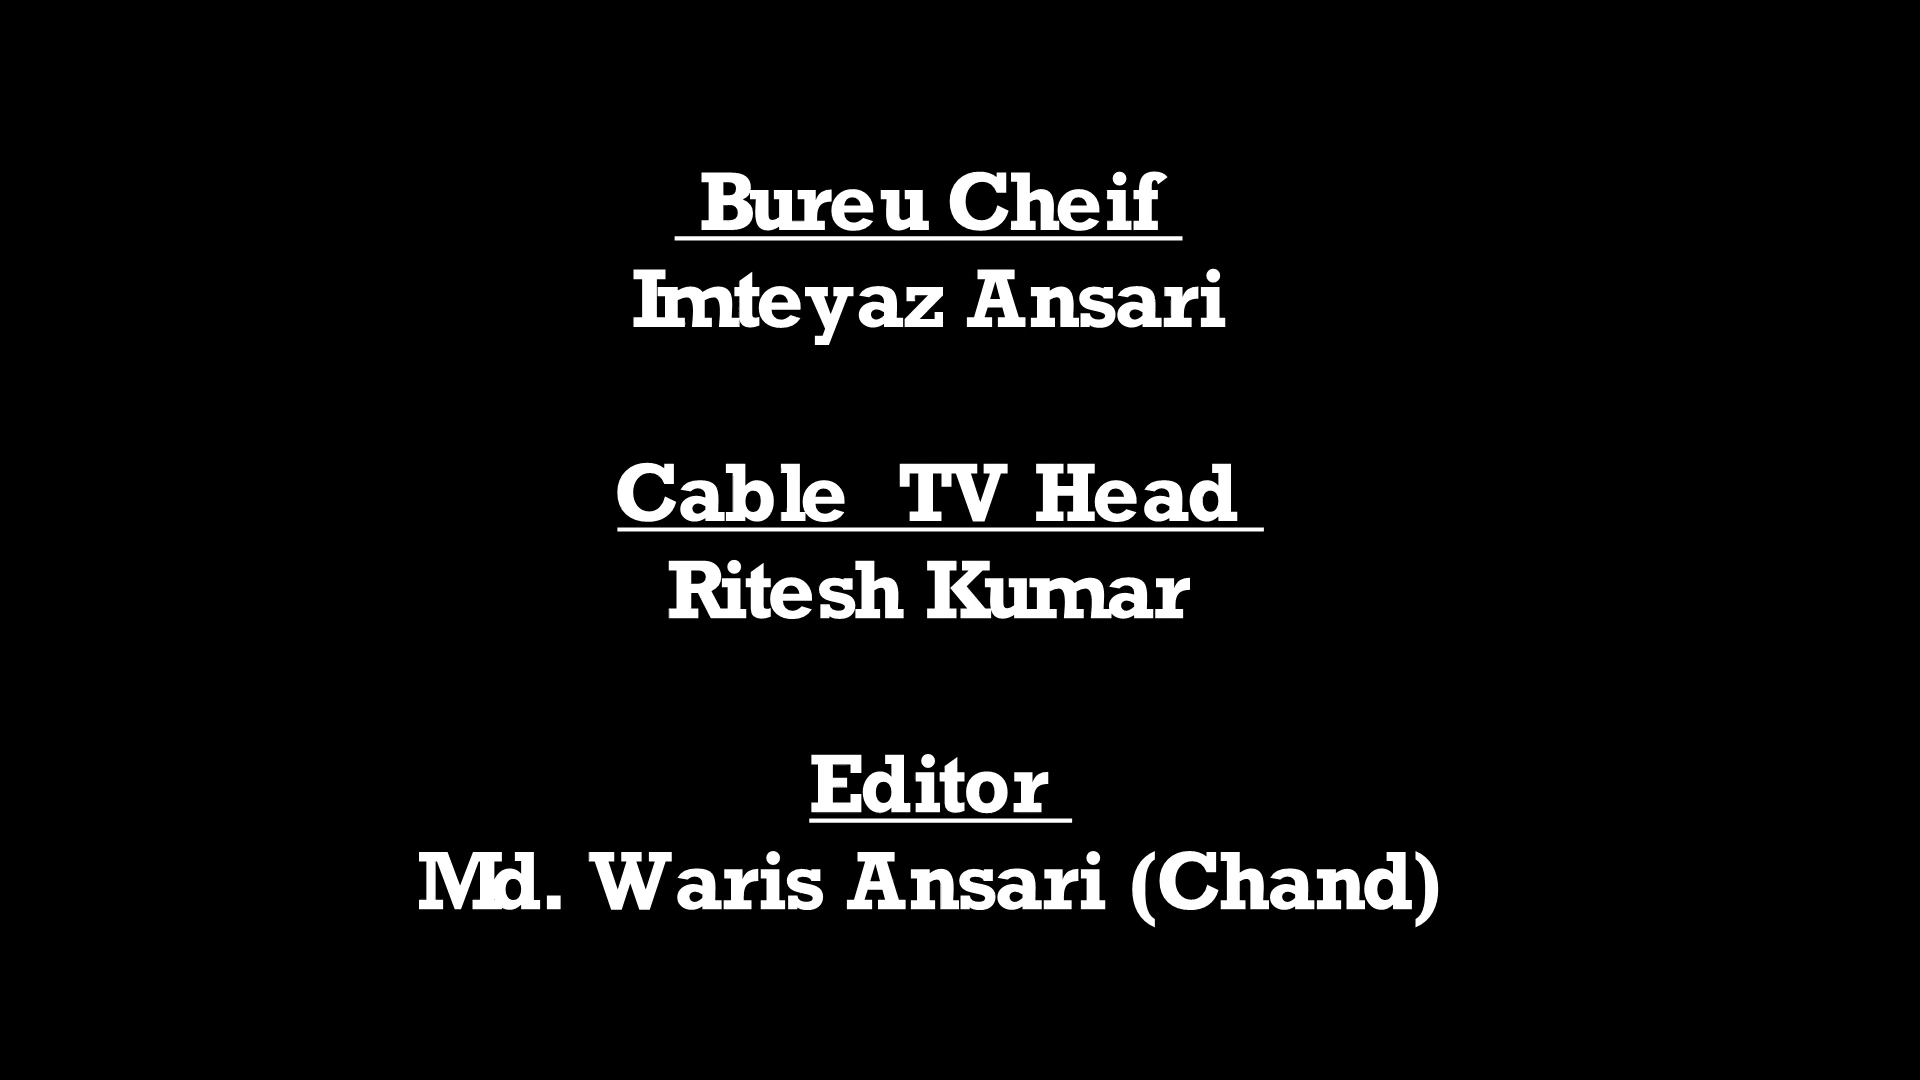 Bureu Cheif
Imteyaz Ansari
Cable TV Head
Ritesh Kumar
Editor
Md. Waris Ansari (Chand)